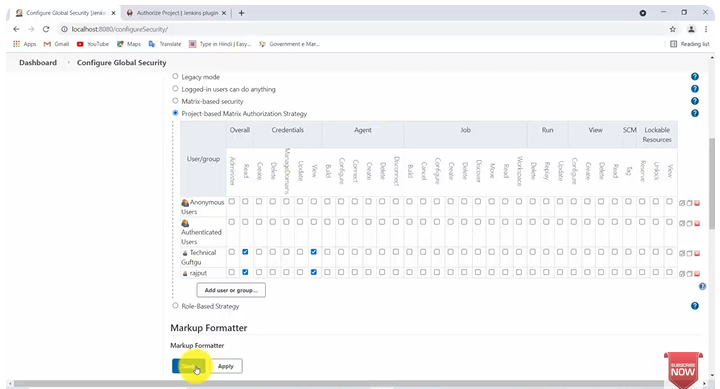 Configure Global Security [Jenki
Authorize Project | Jenkins plugin
localhost:8080/configureSecurity/
Apps
Gmail
YouTube
Maps
Translate
Type in Hindi | Easy...
Government e Mar...
Reading list
Dashboard
Configure Global Security
Legacy mode
Logged-in users can do anything
Matrix-based security
Project-based Matrix Authorization Strategy
User/group
Overall
Credentials
Agent
Job
Run
View
SCM
Lockable
Resources
Administer
Read
Create
Delete
ManageDomains
Update
View
Build
Configure
Connect
Create
Delete
Disconnect
Build
Cancel
Configure
Create
Delete
Discover
Move
Read
Workspace
Delete
Replay
Update
Configure
Create
Delete
Read
Tag
Reserve
Unlock
View
Anonymous
Users
Authenticated
Users
Technical
Guftgu
rajput
Add user or group...
Role-Based Strategy
Markup Formatter
Markup Formatter
Apply
SUBSCRIBE
NOW